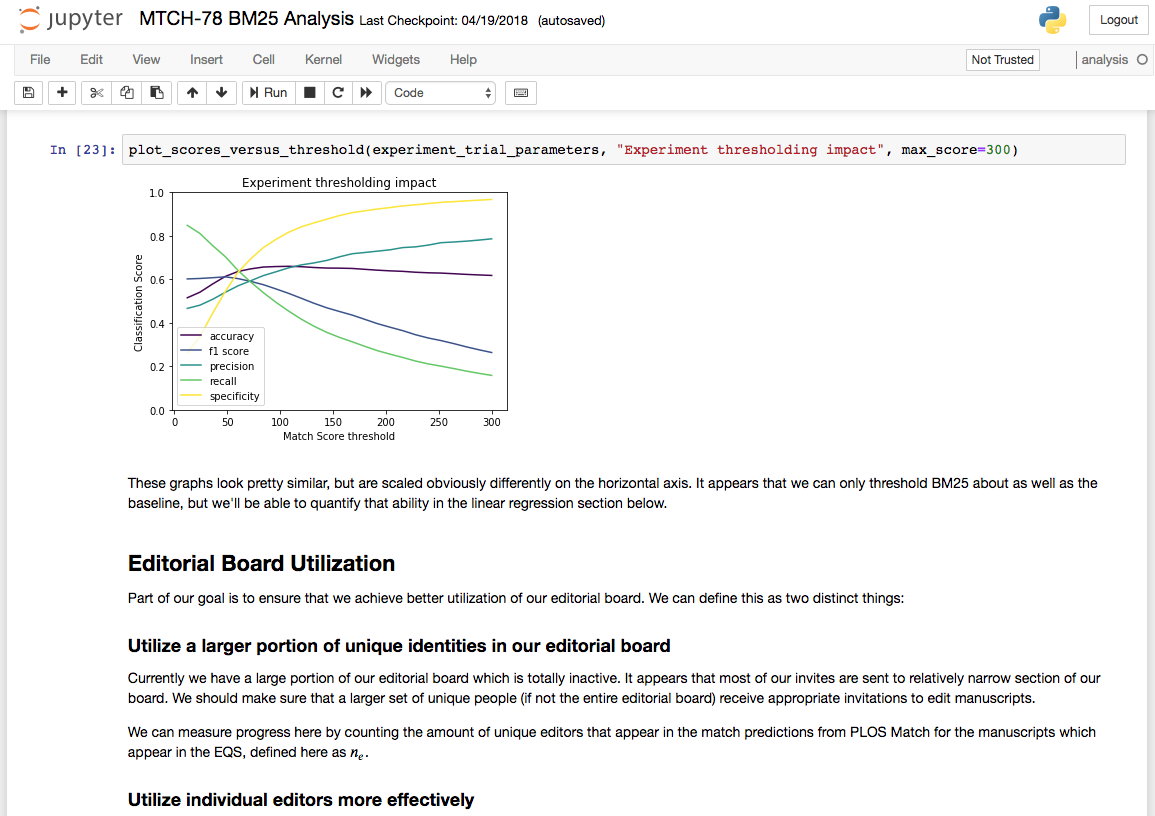 jupyter MTCH-78 BM25 Analysis Last Checkpoint: 04/19/2018 (autosaved)
Logout
File Edit View Insert Cell Kernel Widgets Help
Not Trusted
analysis
Run
Code
In [23]: plot_scores_versus_threshold(experiment_trial_parameters, "Experiment thresholding impact", max_score=300)
Experiment thresholding impact
1.0
0.8
0.6
0.4
0.2
0.0
Classification Score
accuracy
f1 score
precision
recall
specificity
0 50 100 150 200 250 300
Match Score threshold
These graphs look pretty similar, but are scaled obviously differently on the horizontal axis. It appears that we can only threshold BM25 about as well as the
baseline, but we'll be able to quantify that ability in the linear regression section below.
Editorial Board Utilization
Part of our goal is to ensure that we achieve better utilization of our editorial board. We can define this as two distinct things:
Utilize a larger portion of unique identities in our editorial board
Currently we have a large portion of our editorial board which is totally inactive. It appears that most of our invites are sent to relatively narrow section of our
board. We should make sure that a larger set of unique people (if not the entire editorial board) receive appropriate invitations to edit manuscripts.
We can measure progress here by counting the amount of unique editors that appear in the match predictions from PLOS Match for the manuscripts which
appear in the EQS, defined here as nₑ.
Utilize individual editors more effectively